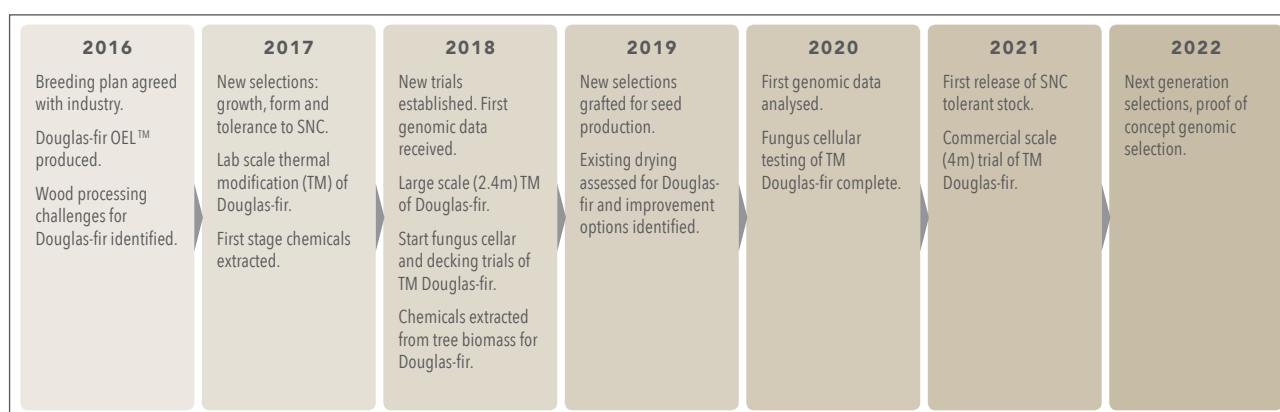 2016
Breeding plan agreed
with industry.
Douglas-fir OEL™
produced.
Wood processing
challenges for
Douglas-fir identified.
2017
New selections:
growth, form and
tolerance to SNC.
Lab scale thermal
modification (TM) of
Douglas-fir.
First stage chemicals
extracted.
2018
New trials
established. First
genomic data
received.
Large scale (2.4m) TM
of Douglas-fir.
Start fungus cellar
and decking trials of
TM Douglas-fir.
Chemicals extracted
from tree biomass for
Douglas-fir.
2019
New selections
grafted for seed
production.
Existing drying
assessed for Douglas-
fir and improvement
options identified.
2020
First genomic data
analysed.
Fungus cellular
testing of TM
Douglas-fir complete.
2021
First release of SNC
tolerant stock.
Commercial scale
(4m) trial of TM
Douglas-fir.
2022
Next generation
selections, proof of
concept genomic
selection.